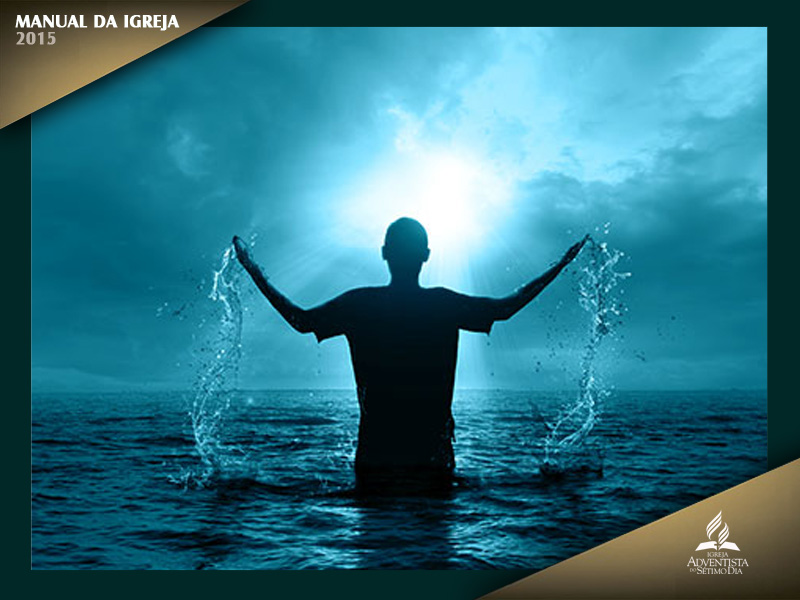 MANUAL DA IGREJA
2015
IGREJA
ADVENTISTA
DO SÉTIMO DIA